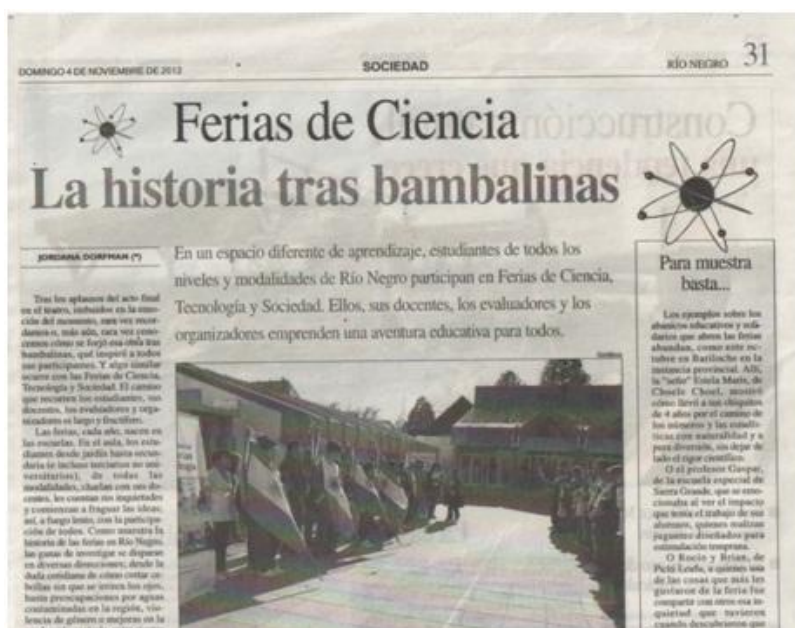 DOMINGO 4 DE NOVIEMBRE DE 2012
SOCIEDAD
RÍO NEGRO 31
Ferias de Ciencia
La historia tras bambalinas
JORDANA DORFMAN (*)
En un espacio diferente de aprendizaje, estudiantes de todos los
niveles y modalidades de Río Negro participan en Ferias de Ciencia,
Tecnología y Sociedad. Ellos, sus docentes, los evaluadores y los
organizadores emprenden una aventura educativa para todos.
Tras los aplausos del acto final
en el teatro, imbuidos en la emo-
ción del momento, rara vez
más aún, rara vez cono-
cemos cómo se forjó esa obra tras
bambalinas, que inspiró a todos
sus participantes. Y algo similar
ocurre con las Ferias de Ciencia,
Tecnología y Sociedad. El camino
que recorren los estudiantes, sus
docentes, los evaluadores y orga-
nizadores es largo y fructífero.
Las ferias, cada año, nacen en
las escuelas. En el aula, los estu-
diantes desde jardín hasta secun-
daria (e incluso terciarios no uni-
versitarios), de todas las
modalidades, charlan con sus do-
centes, les cuentan sus inquietudes
y comienzan a fraguar las ideas,
así, a fuego lento, con la participa-
ción de todos. Como muestra la
historia de las ferias en Río Negro,
las ganas de investigar se disparan
en diversas direcciones; desde la
duda cotidiana de cómo cortar ce-
bollas sin que se irriten los ojos,
hasta preocupaciones por aguas
contaminadas en la región, vio-
lencia de género o mejoras en la
Para muestra
basta...
Los ejemplos sobre los
abanicos educativos y soli-
darios que abren las ferias
abundan, como este oc-
tubre en Bariloche en la
instancia provincial. Allí,
la "seño" Estela Maris, de
Choele Choel, mostró
cómo llevó a sus chiquitos
de 4 años por el camino de
los números y las estadís-
ticas con naturalidad y a
pura diversión, sin dejar de
lado el rigor científico.
O el profesor Gaspar,
de la escuela especial de
Sierra Grande, que se emo-
cionaba al ver el impacto
que tenía el trabajo de sus
alumnos, quienes realizan
juguetes diseñados para
estimulación temprana.
O Rocío y Brian, de
Pichi Leufu, a quienes una
de las cosas que más les
gustaron de la feria fue
compartir con otros esa in-
quietud que tuvieron
cuando descubrieron que